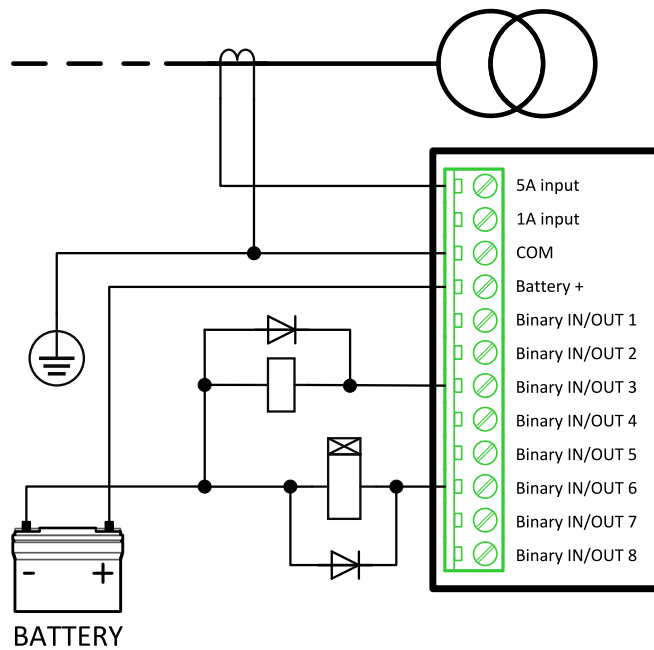 5A input
1A input
COM
Battery +
Binary IN/OUT 1
Binary IN/OUT 2
Binary IN/OUT 3
Binary IN/OUT 4
Binary IN/OUT 5
Binary IN/OUT 6
Binary IN/OUT 7
Binary IN/OUT 8
- +
BATTERY